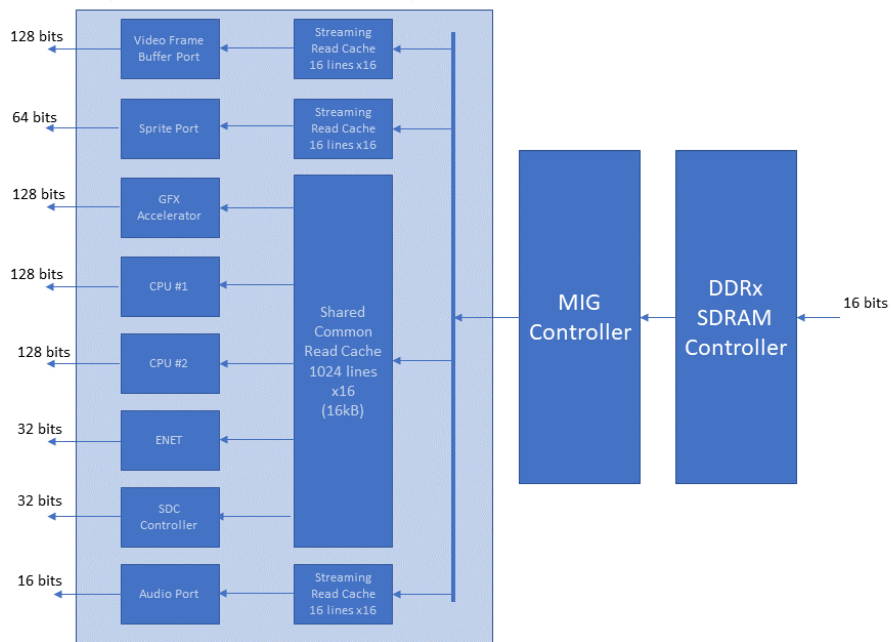 128 bits
Video Frame
Buffer Port
Streaming
Read Cache
16 lines x16
64 bits
Sprite Port
Streaming
Read Cache
16 lines x16
128 bits
GFX
Accelerator
128 bits
CPU #1
128 bits
CPU #2
32 bits
ENET
32 bits
SDC
Controller
Shared
Common
Read Cache
1024 lines
x16
(16kB)
16 bits
Audio Port
Streaming
Read Cache
16 lines x16
MIG
Controller
DDRx
SDRAM
Controller
16 bits